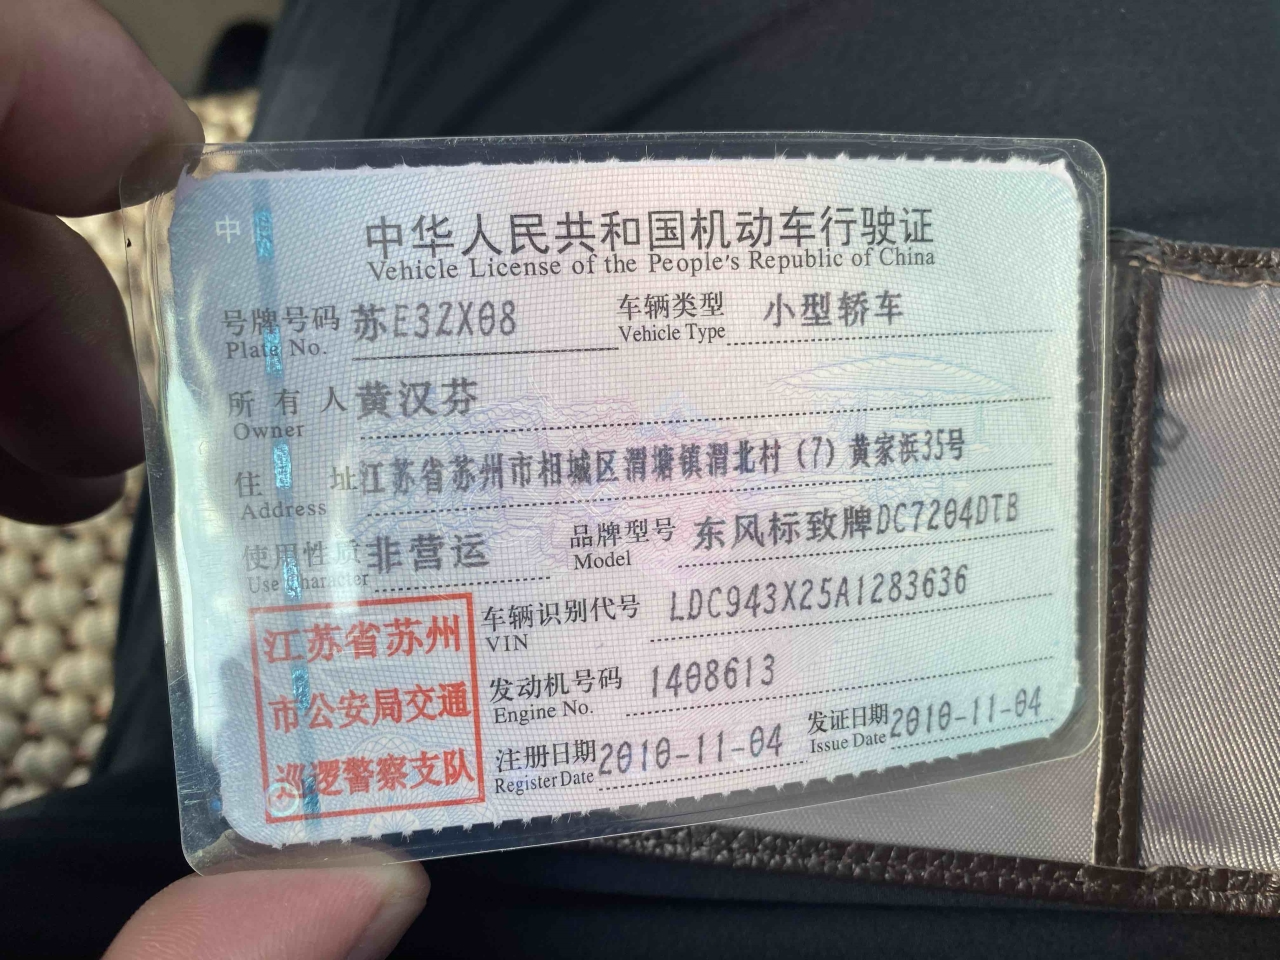 中
中华人民共和国机动车行驶证
Vehicle License of the People's Republic of China
号牌号码 苏E3ZX08 车辆类型 小型轿车
Plate No. Vehicle Type
所有人 黄汉芬
Owner
住址 江苏省苏州市相城区渭塘镇渭北村（7）黄家浜35号
Address
使用性质 非营运 品牌型号 东风标致牌DC7204DTB
Use Character Model
江苏省苏州
市公安局交通
巡逻警察支队
车辆识别代号 LDC943X25A1283636
VIN
发动机号码 1408613
Engine No.
注册日期 2010-11-04 发证日期 2010-11-04
Register Date Issue Date